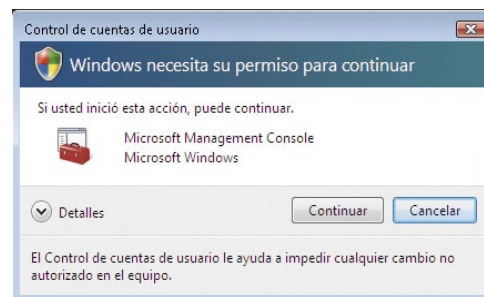 Control de cuentas de usuario
Windows necesita su permiso para continuar
Si usted inició esta acción, puede continuar.
Microsoft Management Console
Microsoft Windows
Detalles
Continuar
Cancelar
El Control de cuentas de usuario le ayuda a impedir cualquier cambio no
autorizado en el equipo.